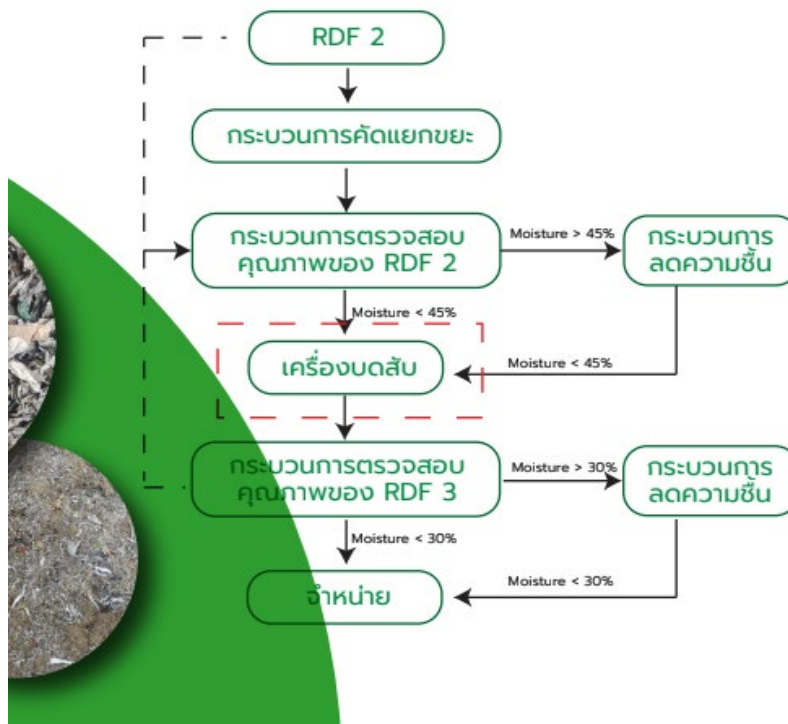 RDF 2
กระบวนการคัดแยกขยะ
กระบวนการตรวจสอบ
คุณภาพของ RDF 2
Moisture > 45%
กระบวนการ
ลดความชื้น
Moisture < 45%
เครื่องบดสับ
Moisture < 45%
กระบวนการตรวจสอบ
คุณภาพของ RDF 3
Moisture > 30%
กระบวนการ
ลดความชื้น
Moisture < 30%
จำหน่าย
Moisture < 30%